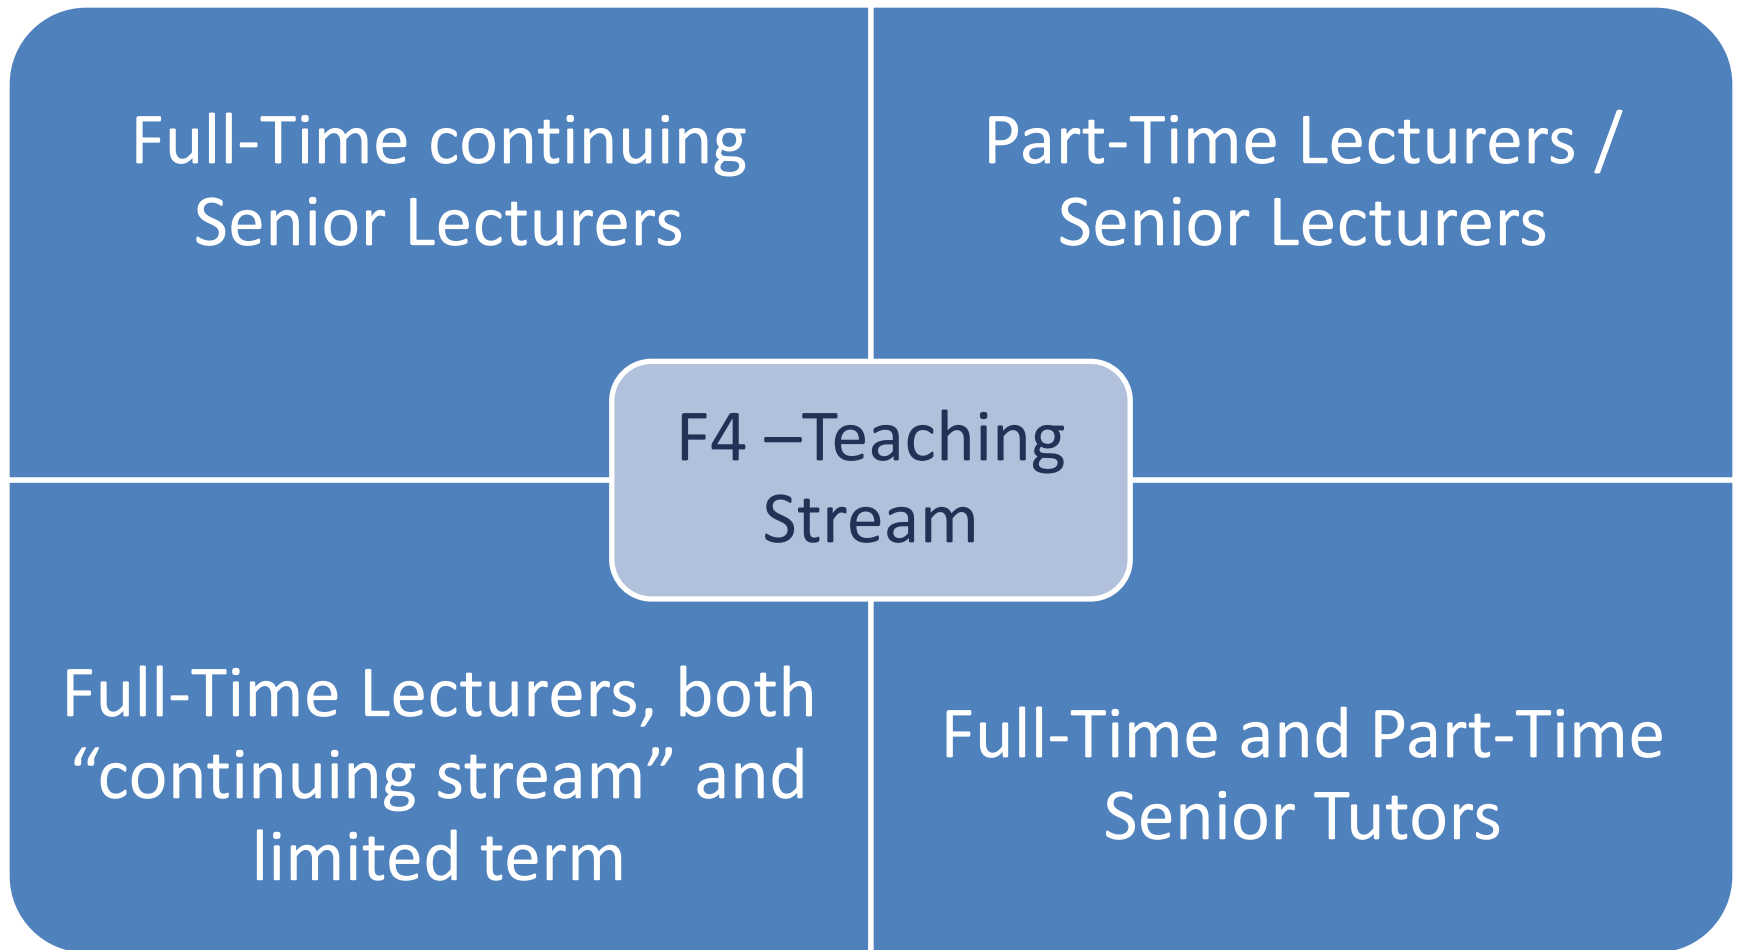 Full-Time continuing
Senior Lecturers
Part-Time Lecturers /
Senior Lecturers
F4 –Teaching
Stream
Full-Time Lecturers, both
“continuing stream” and
limited term
Full-Time and Part-Time
Senior Tutors